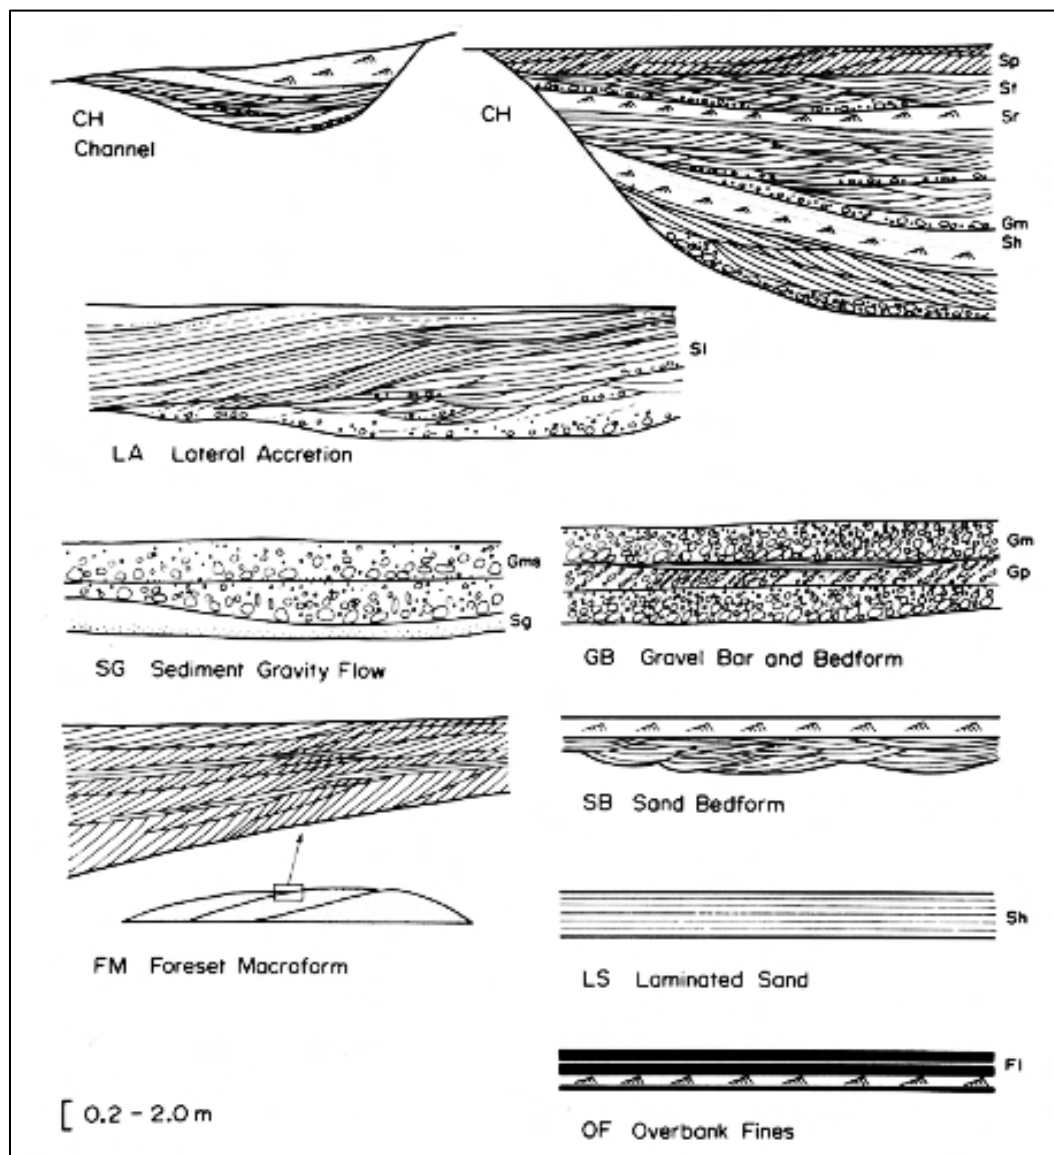 CH
Channel
CH
Sp
St
Sr
Gm
Sh
Sl
LA Lateral Accretion
Gms
Sg
SG Sediment Gravity Flow
Gm
Gp
GB Gravel Bar and Bedform
SB Sand Bedform
FM Foreset Macroform
Sh
LS Laminated Sand
Fl
OF Overbank Fines
0.2 - 2.0 m